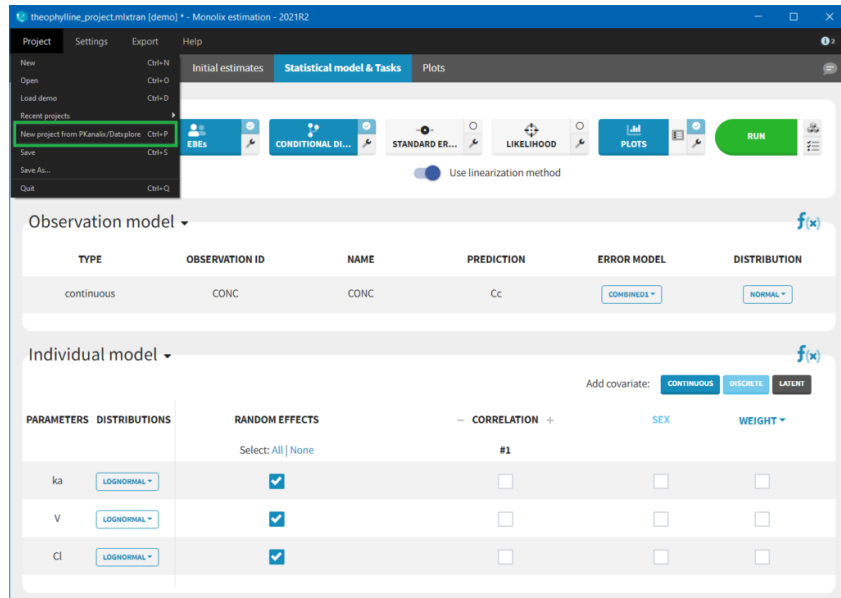 theophylline_project.mlxtran [demo] * - Monolix estimation - 2021R2
Project Settings Export Help 2
New Ctrl+N
Open Ctrl+O
Load demo Ctrl+D
Recent projects
New project from PKanalix/Datxplore Ctrl+P
Save Ctrl+S
Save As...
Quit Ctrl+Q
Initial estimates Statistical model & Tasks Plots
EBEs CONDITIONAL DI... STANDARD ER... LIKELIHOOD PLOTS RUN
Use linearization method
Observation model f(x)
TYPE OBSERVATION ID NAME PREDICTION ERROR MODEL DISTRIBUTION
continuous CONC CONC Cc COMBINED1 NORMAL
Individual model f(x)
Add covariate: CONTINUOUS DISCRETE LATENT
PARAMETERS DISTRIBUTIONS RANDOM EFFECTS — CORRELATION + SEX WEIGHT
Select: All | None #1
ka LOGNORMAL
V LOGNORMAL
Cl LOGNORMAL